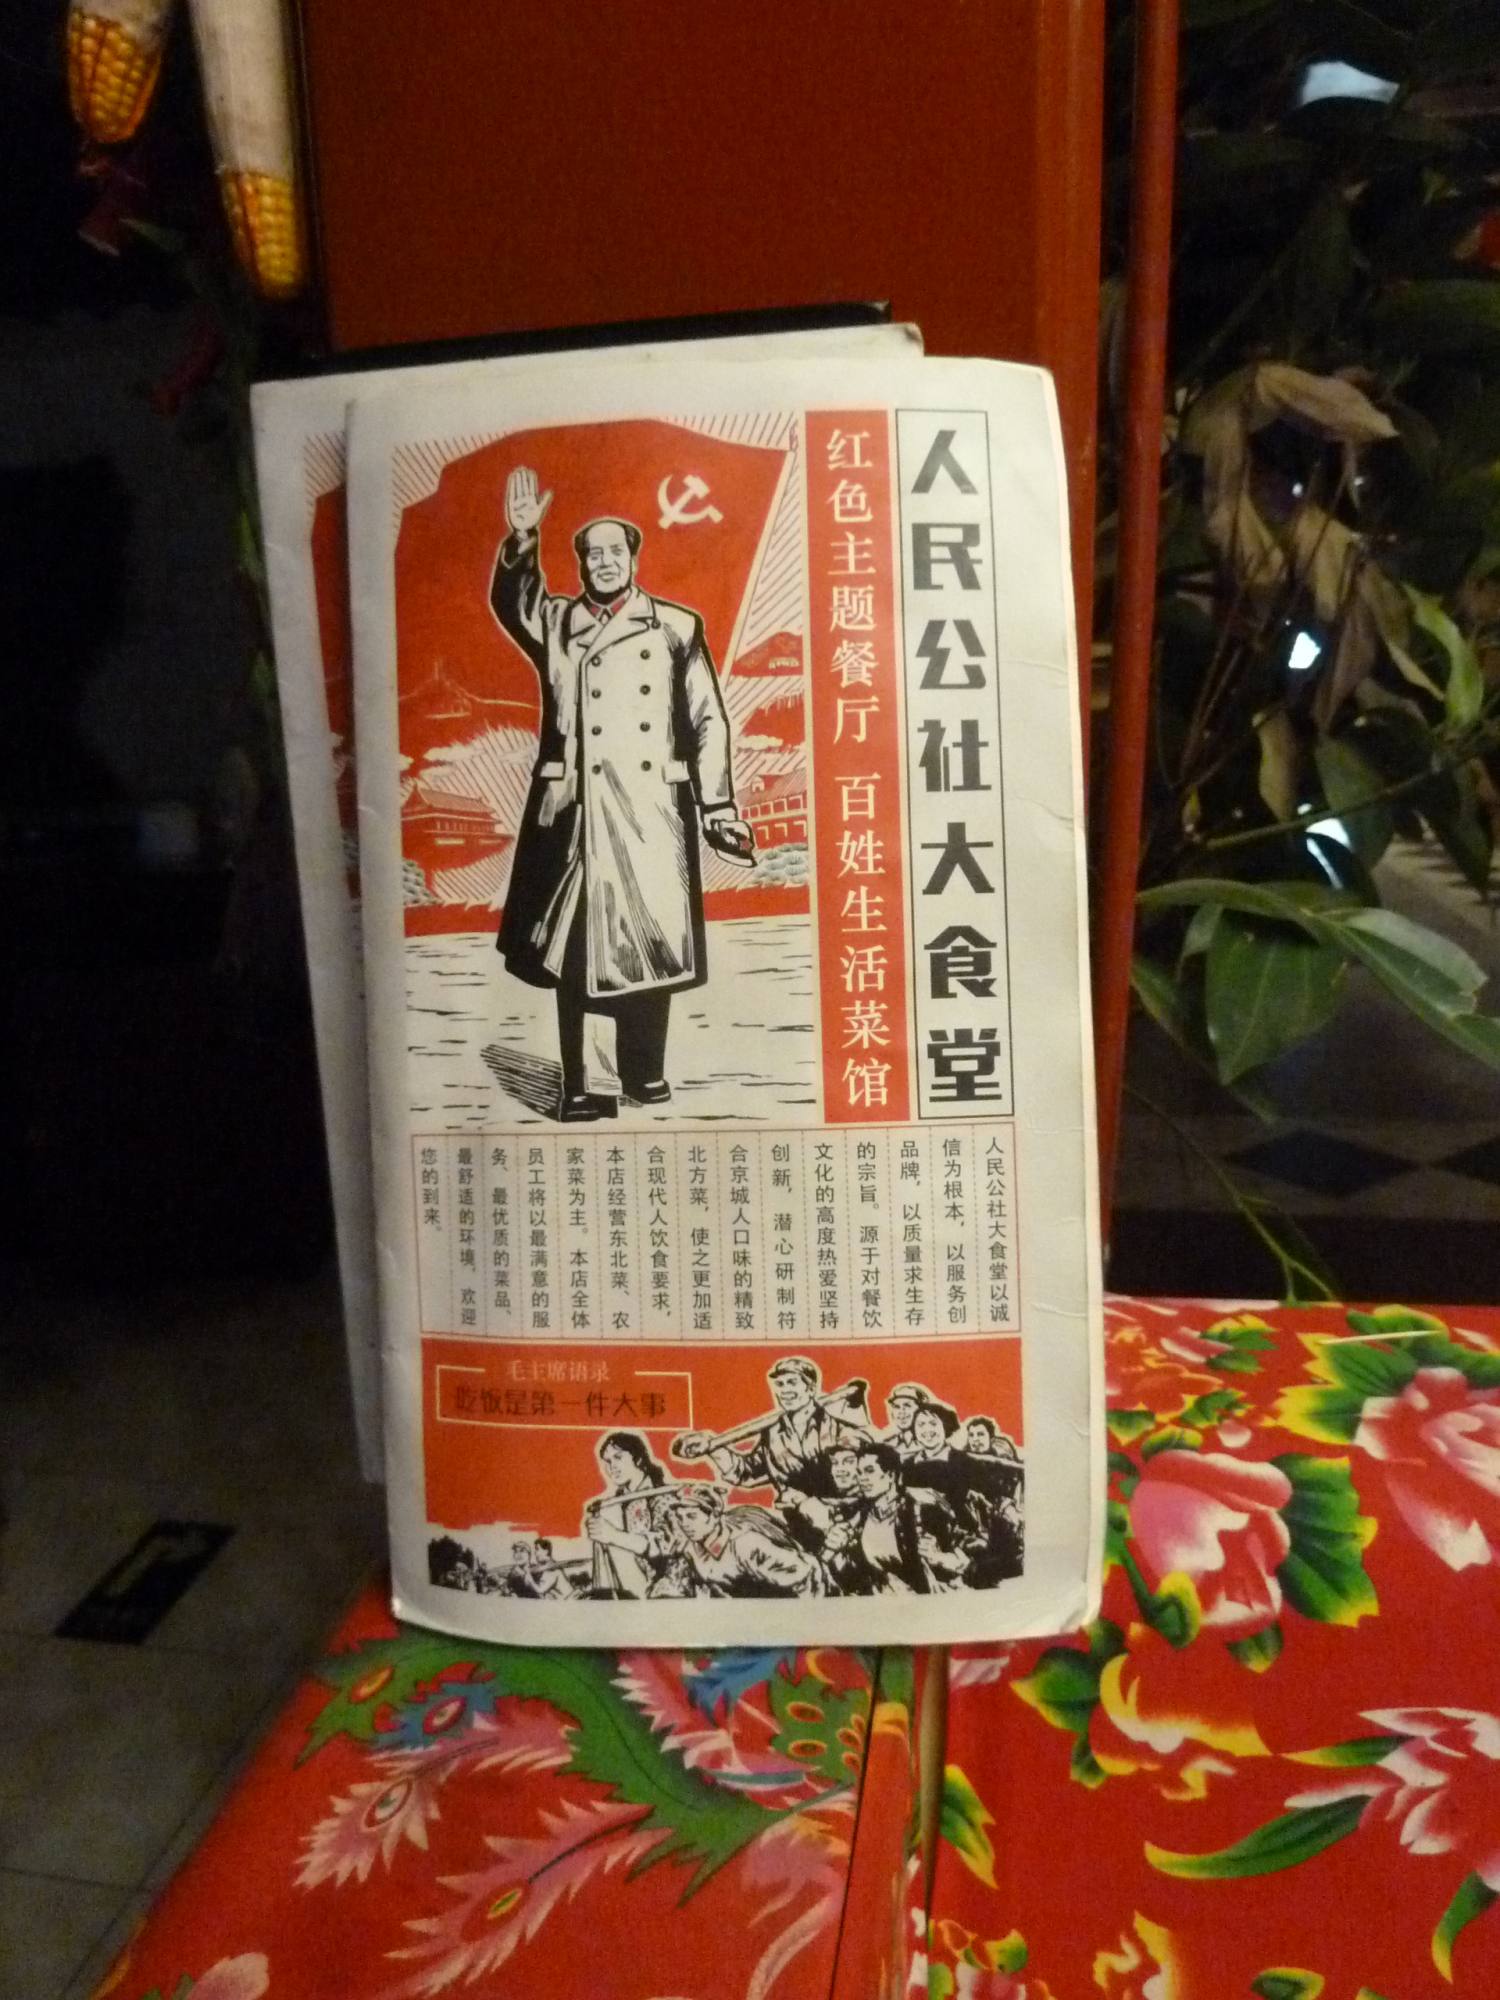 人民公社大食堂
红色主题餐厅 百姓生活菜馆
人民公社大食堂以诚
信为根本，以服务创
品牌，以质量求生存
的宗旨。源于对餐饮
文化的高度热爱坚持
创新，潜心研制符
合京城人口味的精致
北方菜，使之更加适
合现代人饮食要求，
本店经营东北菜、农
家菜为主。本店全体
员工将以最满意的服
务、最优质的菜品、
最舒适的环境，欢迎
您的到来。
毛主席语录
吃饭是第一件大事